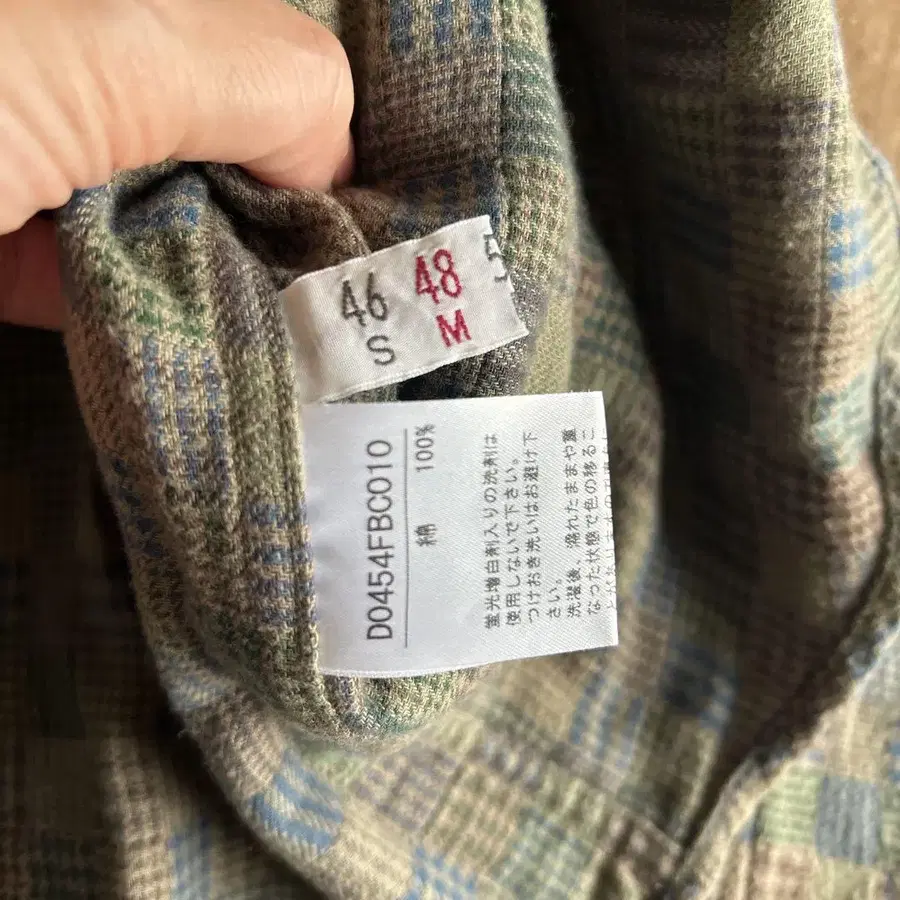 46 48 5
S M
D0454FBC010
綿 100%
蛍光増白剤入りの洗剤は
使用しないで下さい。
つけおき洗いはお避け下
さい。
洗濯後、濡れたままや重
なった状態で色の移るこ